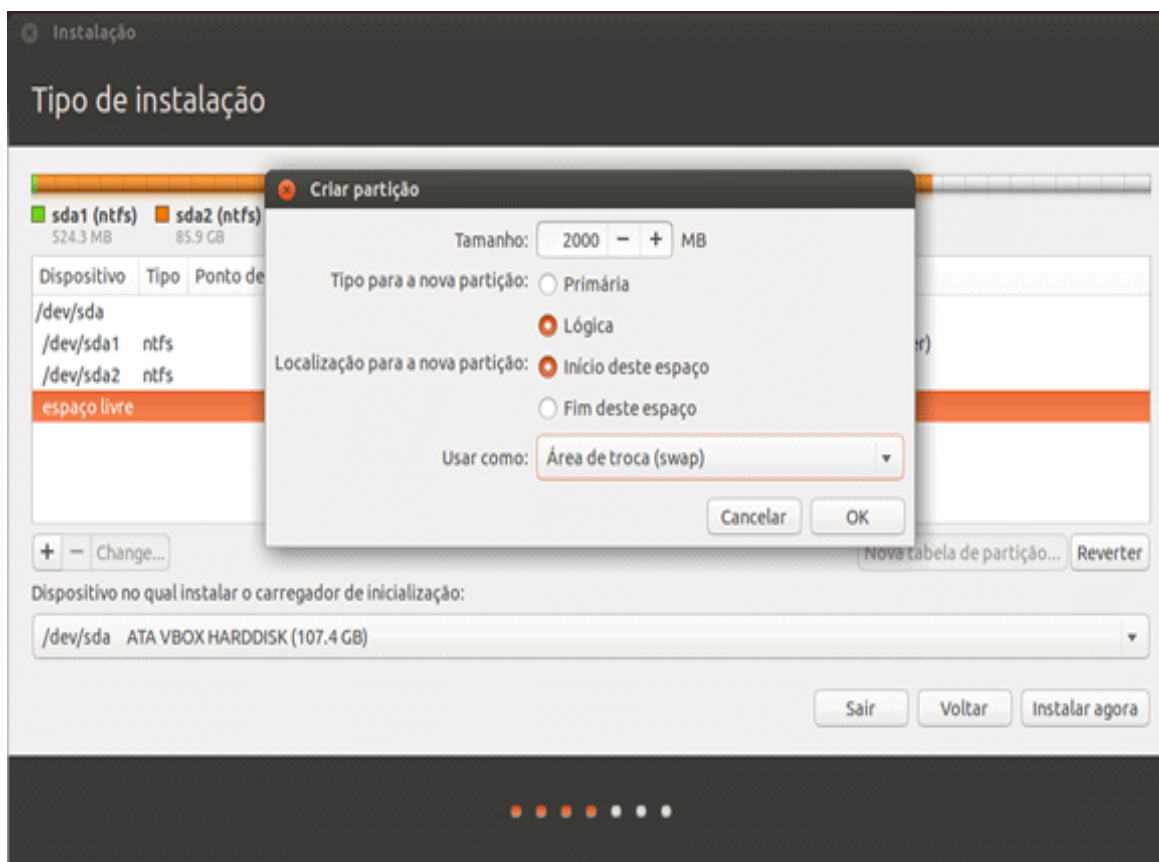 Instalação
Tipo de instalação
sda1 (ntfs) sda2 (ntfs)
524.3 MB 85.9 GB
Dispositivo Tipo Ponto de
/dev/sda
/dev/sda1 ntfs
/dev/sda2 ntfs
espaço livre
r)
Criar partição
Tamanho: 2000 − + MB
Tipo para a nova partição: Primária
Lógica
Localização para a nova partição: Início deste espaço
Fim deste espaço
Usar como: Área de troca (swap)
Cancelar OK
+ − Change... Nova tabela de partição... Reverter
Dispositivo no qual instalar o carregador de inicialização:
/dev/sda ATA VBOX HARDDISK (107.4 GB)
Sair Voltar Instalar agora